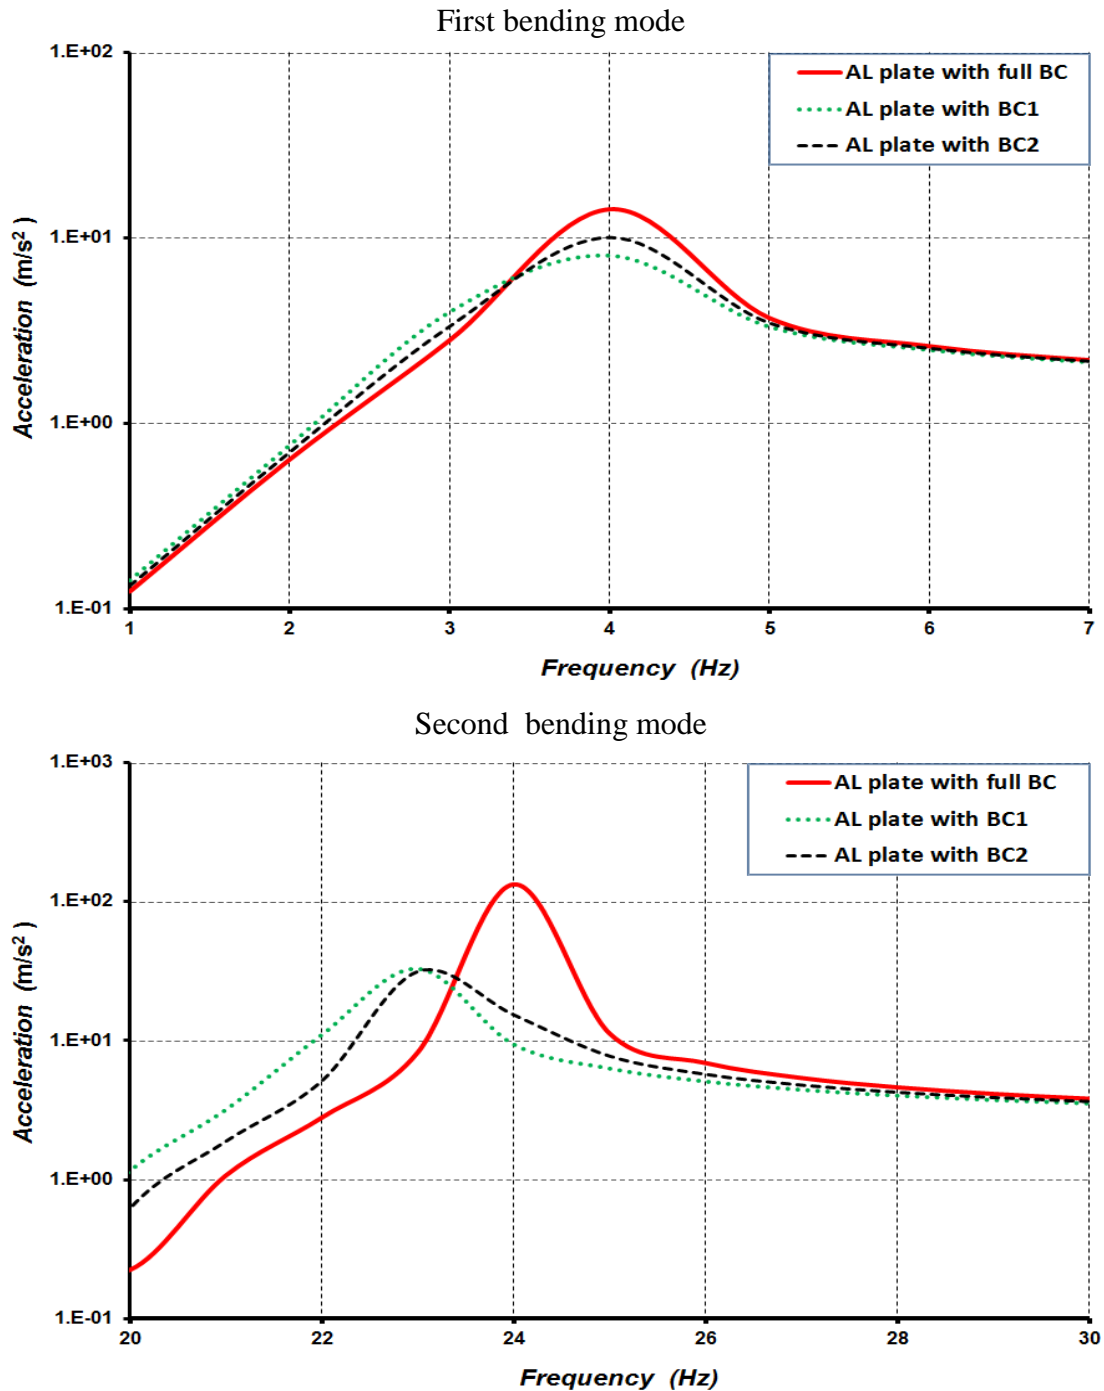 First bending mode
1.E+02
1.E+01
1.E+00
1.E-01
Acceleration (m/s²)
AL plate with full BC
AL plate with BC1
AL plate with BC2
1 2 3 4 5 6 7
Frequency (Hz)
Second bending mode
1.E+03
1.E+02
1.E+01
1.E+00
1.E-01
Acceleration (m/s²)
AL plate with full BC
AL plate with BC1
AL plate with BC2
20 22 24 26 28 30
Frequency (Hz)